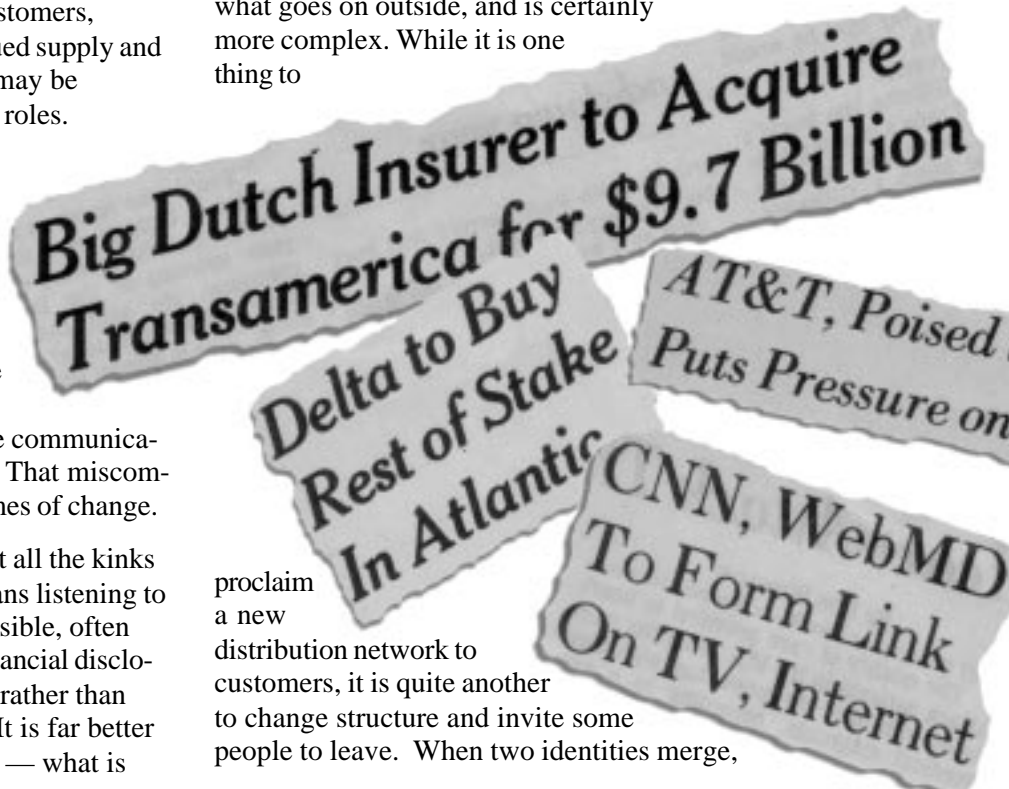 stomers,
ed supply and
may be
roles.
e communica-
That miscom-
nes of change.
t all the kinks
ans listening to
sible, often
ancial disclo-
rather than
It is far better
— what is
what goes on outside, and is certainly
more complex. While it is one
thing to
Big Dutch Insurer to Acquire
Transamerica for $9.7 Billion
Delta to Buy
Rest of Stake
In Atlantic
AT&T, Poised
Puts Pressure on
CNN, WebMD
To Form Link
On TV, Internet
proclaim
a new
distribution network to
customers, it is quite another
to change structure and invite some
people to leave. When two identities merge,